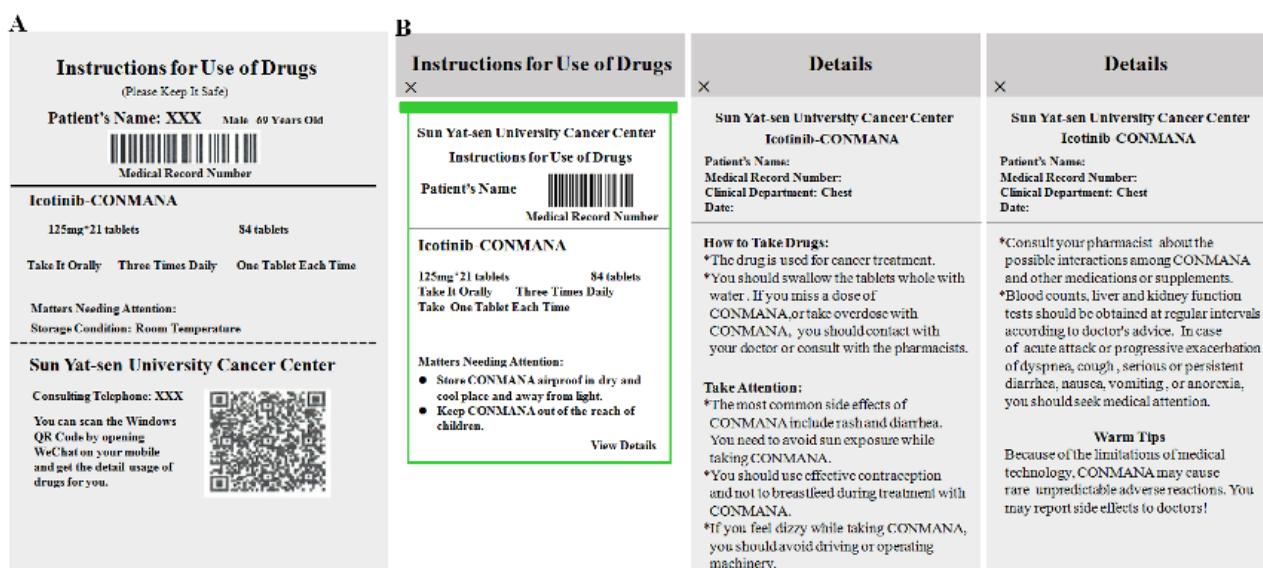 A
Instructions for Use of Drugs
(Please Keep It Safe)
Patient's Name: XXX Male 69 Years Old
Medical Record Number
Icotinib-CONMANA
125mg*21 tablets 84 tablets
Take It Orally Three Times Daily One Tablet Each Time
Matters Needing Attention:
Storage Condition: Room Temperature
Sun Yat-sen University Cancer Center
Consulting Telephone: XXX
You can scan the Windows
QR Code by opening
WeChat on your mobile
and get the detail usage of
drugs for you.
B
Instructions for Use of Drugs
×
Sun Yat-sen University Cancer Center
Instructions for Use of Drugs
Patient's Name
Medical Record Number
Icotinib-CONMANA
125mg*21 tablets 84 tablets
Take It Orally Three Times Daily
Take One Tablet Each Time
Matters Needing Attention:
● Store CONMANA airproof in dry and
cool place and away from light.
● Keep CONMANA out of the reach of
children.
View Details
Details
×
Sun Yat-sen University Cancer Center
Icotinib-CONMANA
Patient's Name:
Medical Record Number:
Clinical Department: Chest
Date:
How to Take Drugs:
*The drug is used for cancer treatment.
*You should swallow the tablets whole with
water . If you miss a dose of
CONMANA,or take overdose with
CONMANA, you should contact with
your doctor or consult with the pharmacists.
Take Attention:
*The most common side effects of
CONMANA include rash and diarrhea.
You need to avoid sun exposure while
taking CONMANA.
*You should use effective contraception
and not to breastfeed during treatment with
CONMANA.
*If you feel dizzy while taking CONMANA,
you should avoid driving or operating
machinery.
Details
×
Sun Yat-sen University Cancer Center
Icotinib-CONMANA
Patient's Name:
Medical Record Number:
Clinical Department: Chest
Date:
*Consult your pharmacist about the
possible interactions among CONMANA
and other medications or supplements.
*Blood counts, liver and kidney function
tests should be obtained at regular intervals
according to doctor's advice. In case
of acute attack or progressive exacerbation
of dyspnea, cough , serious or persistent
diarrhea, nausea, vomiting , or anorexia,
you should seek medical attention.
Warm Tips
Because of the limitations of medical
technology, CONMANA may cause
rare unpredictable adverse reactions. You
may report side effects to doctors!